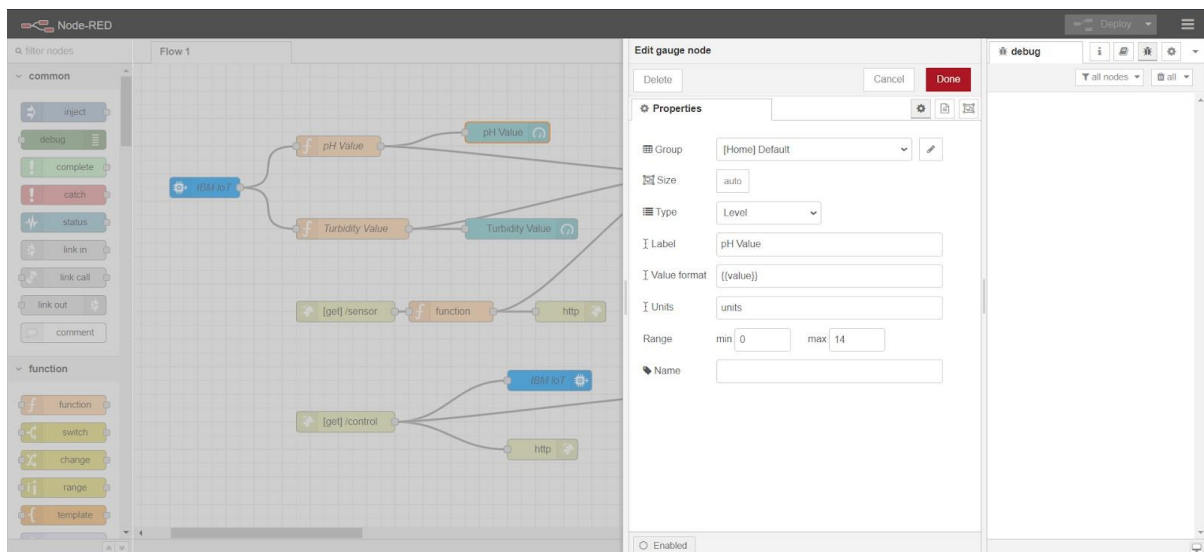 Node-RED
Deploy
filter nodes
common
inject
debug
complete
catch
status
link in
link call
link out
comment
function
function
switch
change
range
template
Flow 1
IBM IoT
pH Value
pH Value
Turbidity Value
Turbidity Value
[get] /sensor
function
http
[get] /control
IBM IoT
http
Edit gauge node
Delete
Cancel
Done
Properties
Group
[Home] Default
Size
auto
Type
Level
Label
pH Value
Value format
{{value}}
Units
units
Range
min 0
max 14
Name
Enabled
debug
all nodes
all